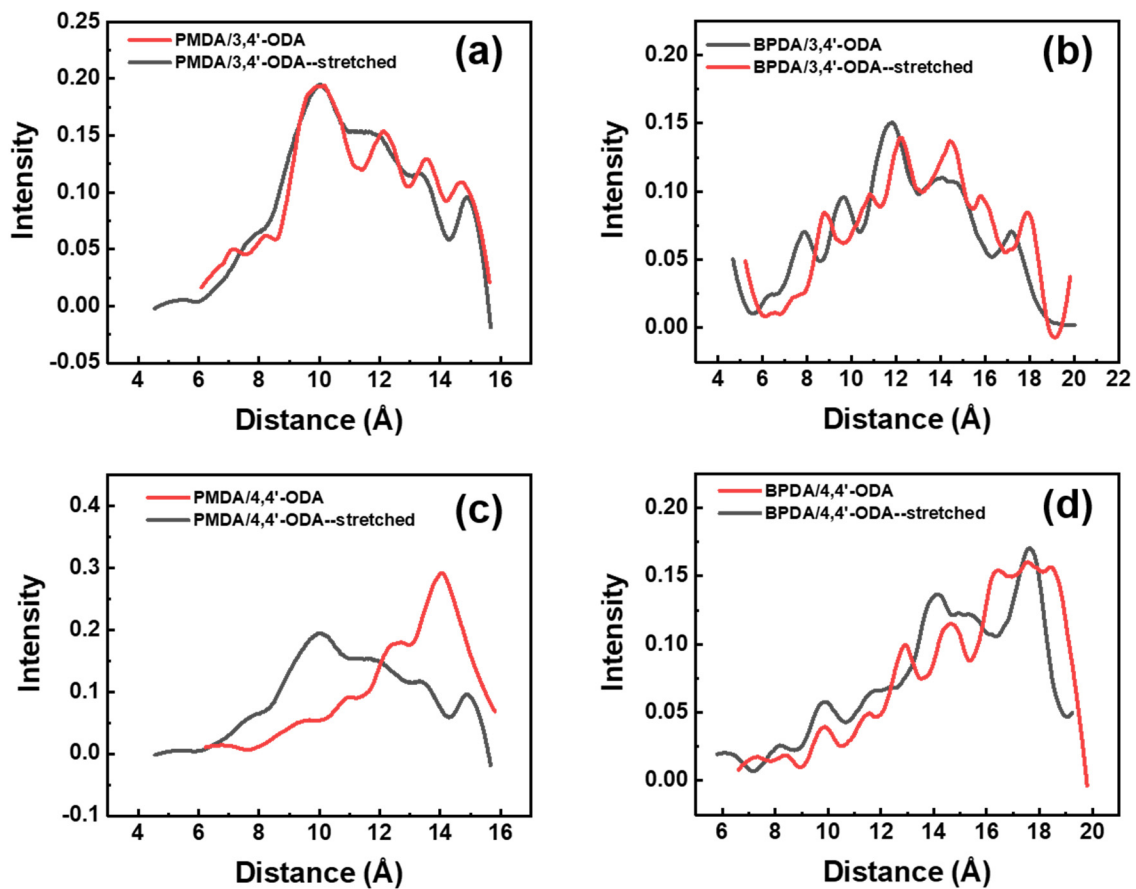 0.25
0.20
0.15
0.10
0.05
0.00
-0.05
Intensity
PMDA/3,4'-ODA
PMDA/3,4'-ODA--stretched
(a)
4 6 8 10 12 14 16
Distance (Å)
0.20
0.15
0.10
0.05
0.00
Intensity
BPDA/3,4'-ODA
BPDA/3,4'-ODA--stretched
(b)
4 6 8 10 12 14 16 18 20 22
Distance (Å)
0.4
0.3
0.2
0.1
0.0
-0.1
Intensity
PMDA/4,4'-ODA
PMDA/4,4'-ODA--stretched
(c)
4 6 8 10 12 14 16
Distance (Å)
0.20
0.15
0.10
0.05
0.00
Intensity
BPDA/4,4'-ODA
BPDA/4,4'-ODA--stretched
(d)
6 8 10 12 14 16 18 20
Distance (Å)